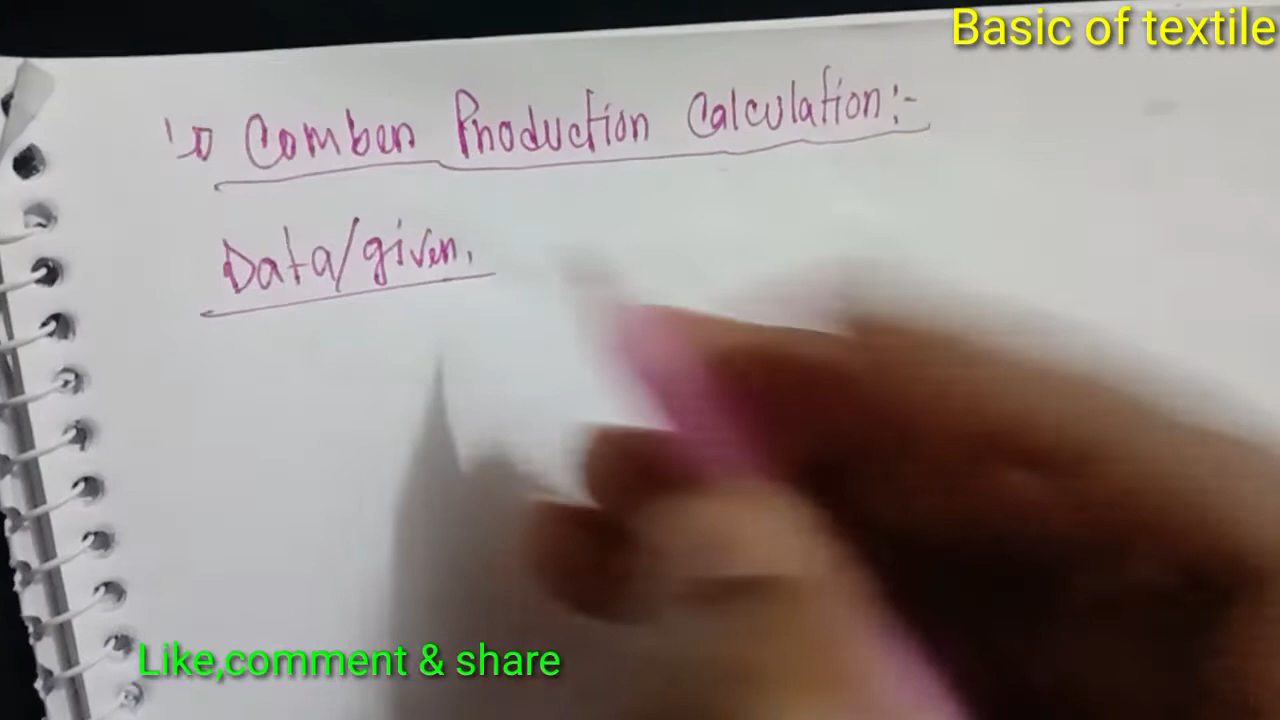 Basic of textile
1) Comber Production Calculation:-
Data/given.
Like,comment & share